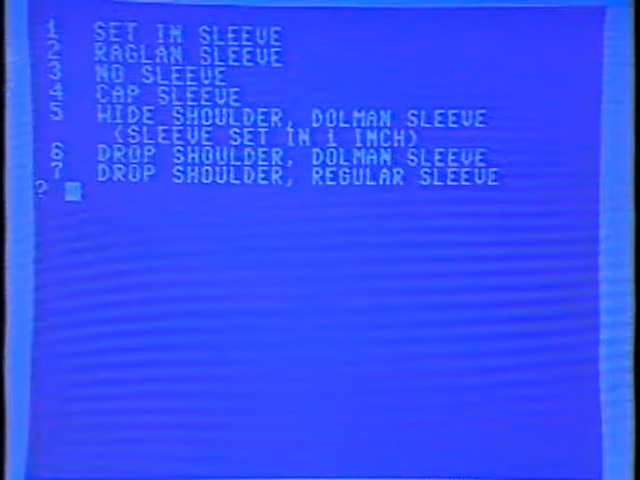 1 SET IN SLEEVE
2 RAGLAN SLEEVE
3 NO SLEEVE
4 CAP SLEEVE
5 WIDE SHOULDER, DOLMAN SLEEVE
(SLEEVE SET IN 1 INCH)
6 DROP SHOULDER, DOLMAN SLEEVE
7 DROP SHOULDER, REGULAR SLEEVE
?